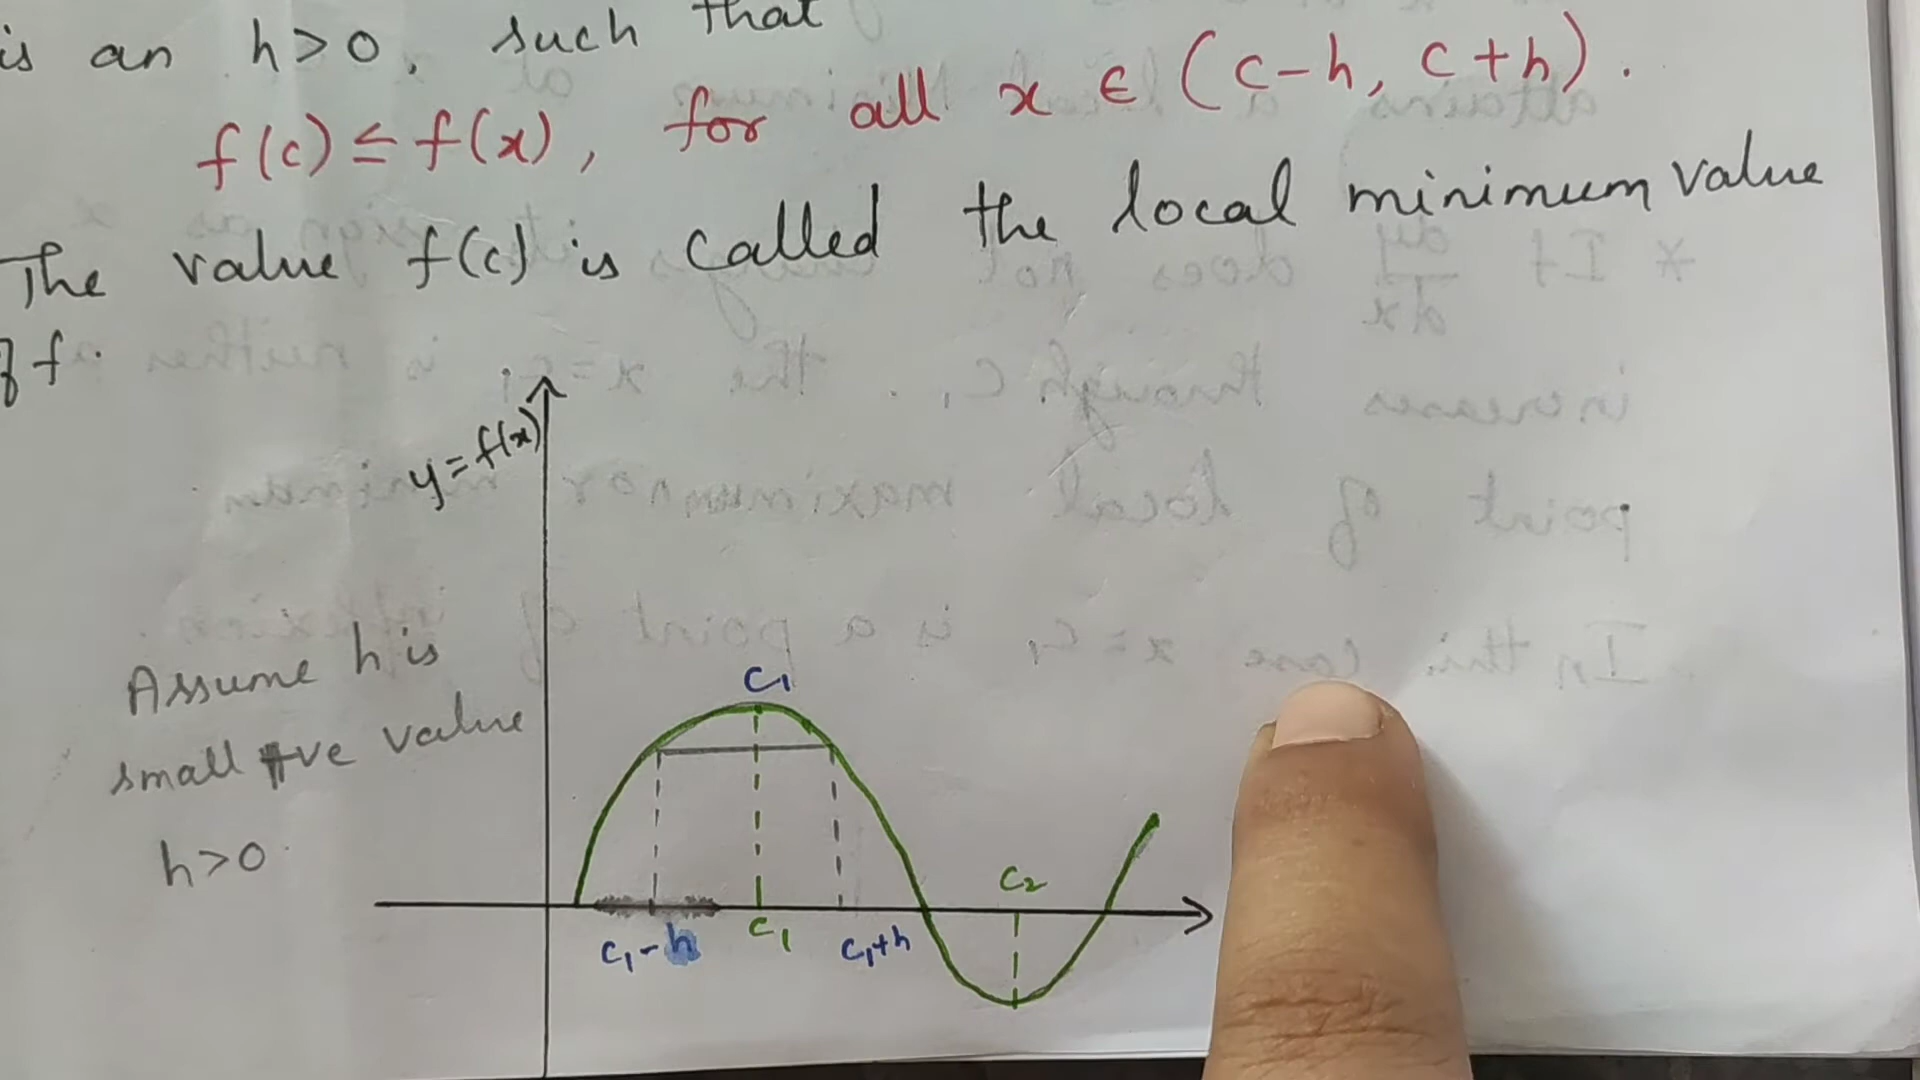 is an h>0, such that
f(c) ≤ f(x), for all x ∈ (c-h, c+h).
The value f(c) is called the local minimum value
of f.
y=f(x)
Assume h is
small +ve value
h>0
C₁
C₂
C₁-h
C₁
C₁+h